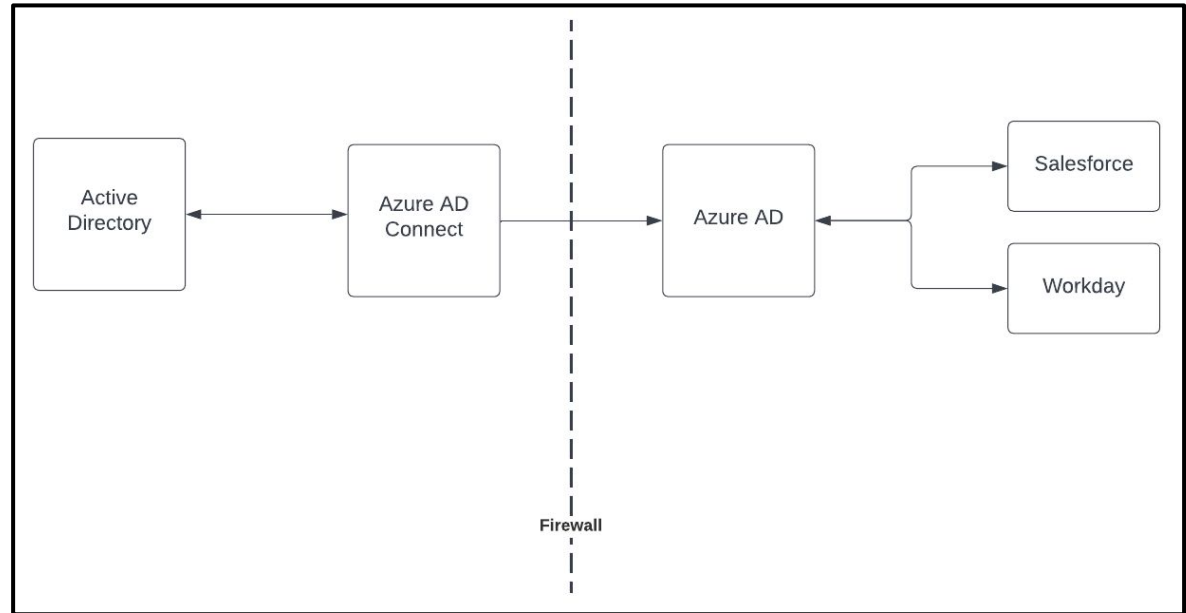 Active
Directory
Azure AD
Connect
Azure AD
Salesforce
Workday
Firewall